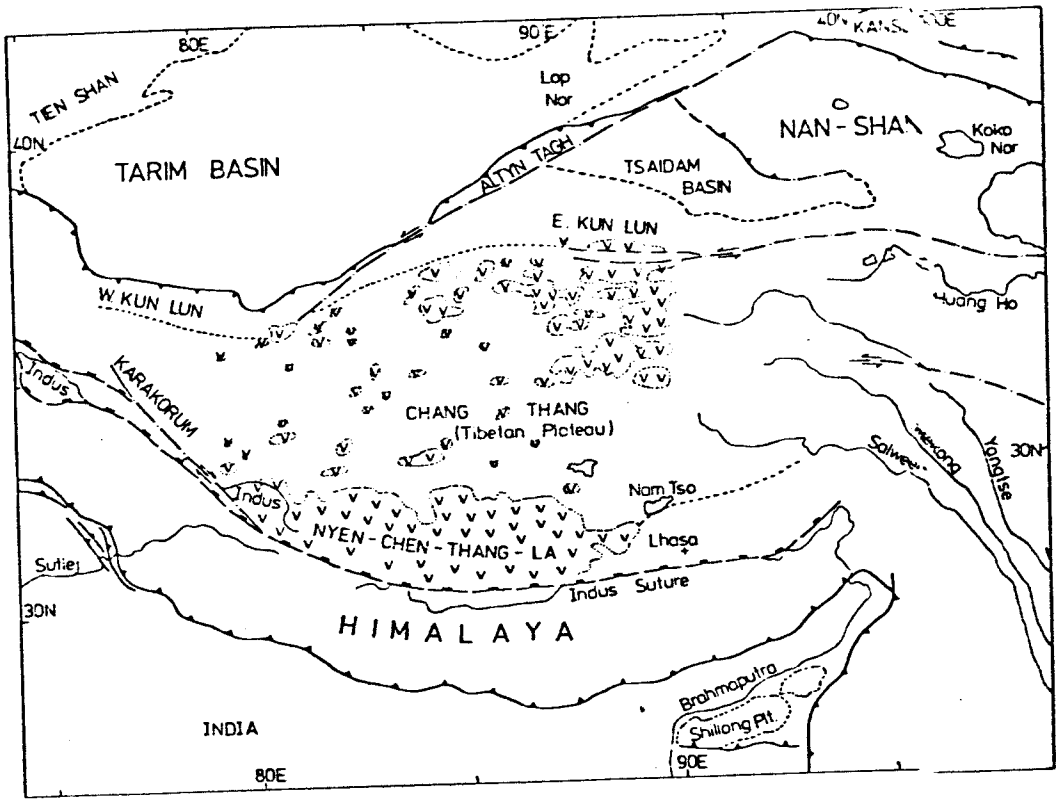 80E
90E
40N
KANS
TIEN SHAN
Lop
Nor
40N
TARIM BASIN
ALTYN TAGH
NAN-SHAN
Koko
Nor
TSAIDAM
BASIN
E. KUN LUN
W. KUN LUN
Huang Ho
Indus
KARAKORUM
CHANG THANG
(Tibetan Plateau)
Salween
Mekong
Yangtse
30N
Indus
Nam Tso
NYEN-CHEN-THANG-LA
Lhasa
Sutlej
Indus Suture
30N
HIMALAYA
Brahmaputra
Shillong Plt.
INDIA
80E
90E